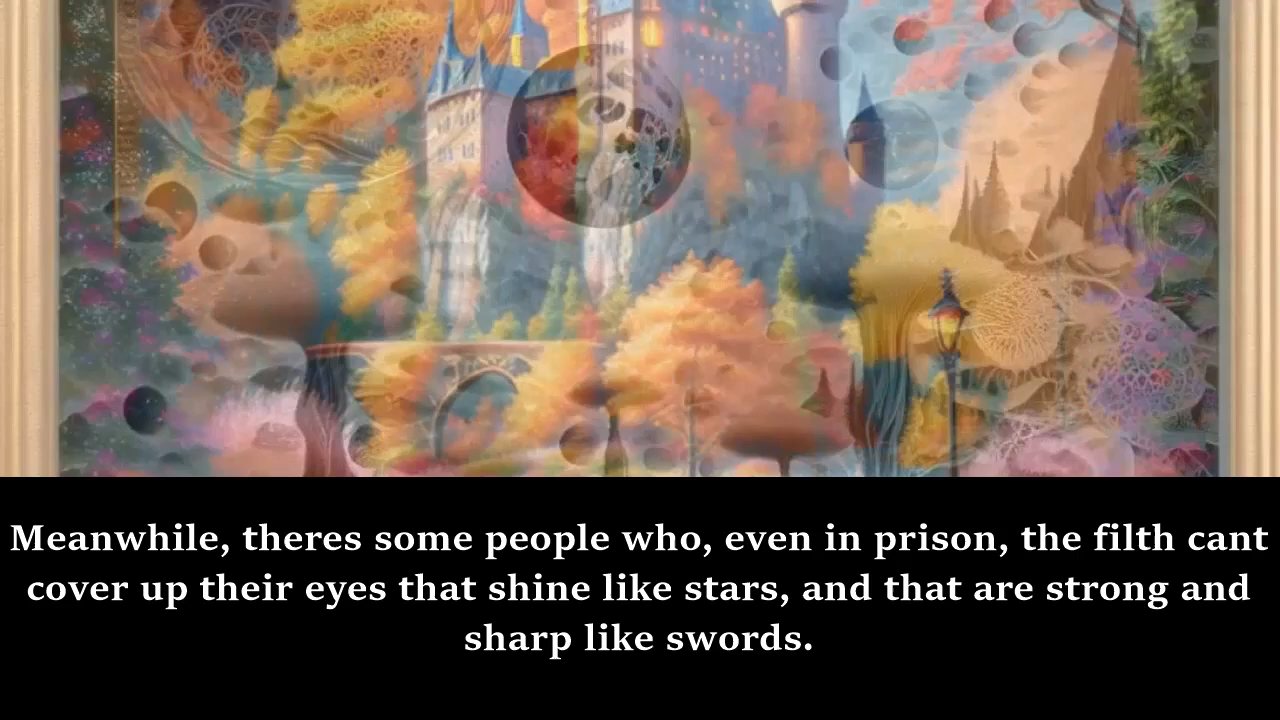 Meanwhile, theres some people who, even in prison, the filth cant
cover up their eyes that shine like stars, and that are strong and
sharp like swords.